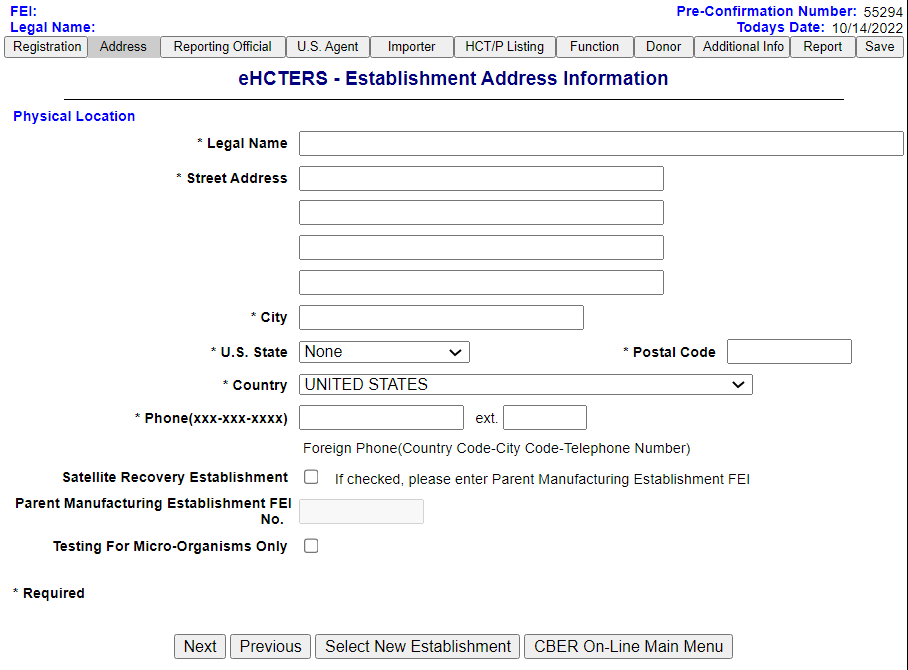 FEI: Pre-Confirmation Number: 55294
Legal Name: Todays Date: 10/14/2022
Registration Address Reporting Official U.S. Agent Importer HCT/P Listing Function Donor Additional Info Report Save
eHCTERS - Establishment Address Information
Physical Location
* Legal Name
* Street Address
* City
* U.S. State None * Postal Code
* Country UNITED STATES
* Phone(xxx-xxx-xxxx) ext.
Foreign Phone(Country Code-City Code-Telephone Number)
Satellite Recovery Establishment If checked, please enter Parent Manufacturing Establishment FEI
Parent Manufacturing Establishment FEI
No.
Testing For Micro-Organisms Only
* Required
Next Previous Select New Establishment CBER On-Line Main Menu